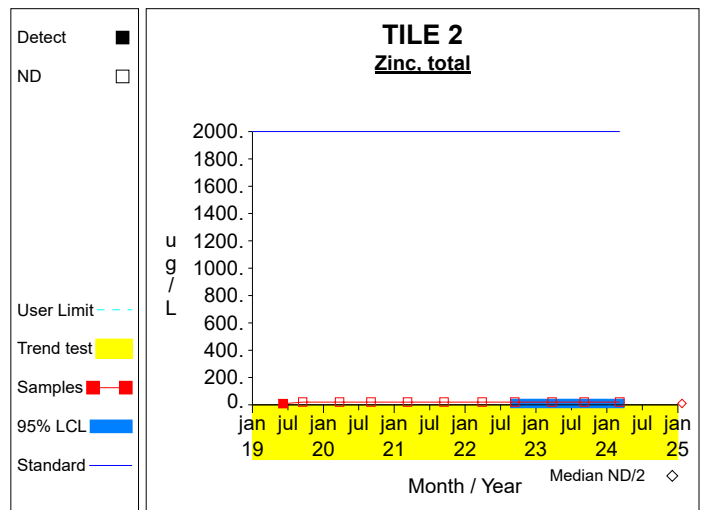 Detect
ND
User Limit
Trend test
Samples
95% LCL
Standard
TILE 2
Zinc, total
ug/L
2000.
1800.
1600.
1400.
1200.
1000.
800.
600.
400.
200.
0.
jan jul jan jul jan jul jan jul jan jul jan jul jan
19 20 21 22 23 24 25
Month / Year
Median ND/2